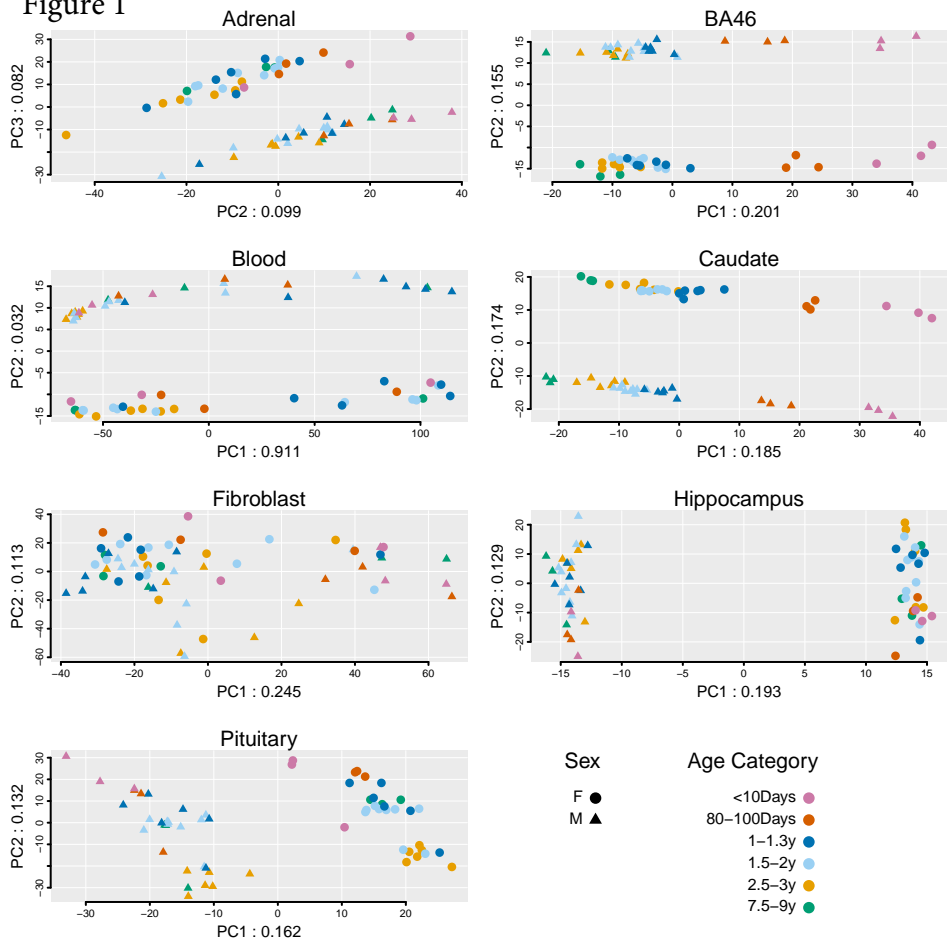 Figure 1
Adrenal
PC3 : 0.082
30
20
10
0
−10
−30
−40
−20
0
20
40
PC2 : 0.099
BA46
PC2 : 0.155
15
10
5
0
−5
−15
−20
−10
0
10
20
30
40
PC1 : 0.201
Blood
PC2 : 0.032
15
10
5
0
−5
−15
−50
0
50
100
PC1 : 0.911
Caudate
PC2 : 0.174
20
10
0
−10
−20
−20
−10
0
10
20
30
40
PC1 : 0.185
Fibroblast
PC2 : 0.113
40
20
0
−20
−40
−60
−40
−20
0
20
40
60
PC1 : 0.245
Hippocampus
PC2 : 0.129
20
10
0
−10
−20
−15
−10
−5
0
5
10
15
PC1 : 0.193
Pituitary
PC2 : 0.132
30
20
10
0
−10
−30
−30
−20
−10
0
10
20
PC1 : 0.162
Sex
F
M
Age Category
<10Days
80−100Days
1−1.3y
1.5−2y
2.5−3y
7.5−9y